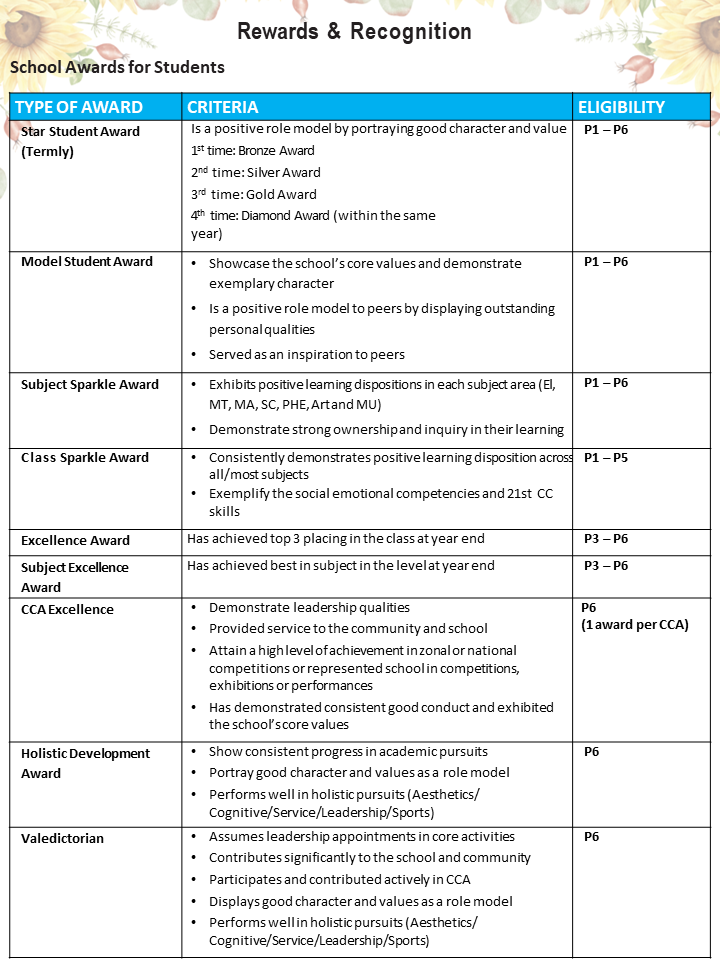 Rewards & Recognition
School Awards for Students
TYPE OF AWARD CRITERIA ELIGIBILITY
Star Student Award
(Termly)
Is a positive role model by portraying good character and value
1st time: Bronze Award
2nd time: Silver Award
3rd time: Gold Award
4th time: Diamond Award (within the same
year)
P1 – P6
Model Student Award
• Showcase the school's core values and demonstrate
exemplary character
• Is a positive role model to peers by displaying outstanding
personal qualities
• Served as an inspiration to peers
P1 – P6
Subject Sparkle Award
• Exhibits positive learning dispositions in each subject area (El,
MT, MA, SC, PHE, Art and MU)
• Demonstrate strong ownership and inquiry in their learning
P1 – P6
Class Sparkle Award
• Consistently demonstrates positive learning disposition across
all/most subjects
• Exemplify the social emotional competencies and 21st CC
skills
P1 – P5
Excellence Award
Has achieved top 3 placing in the class at year end
P3 – P6
Subject Excellence
Award
Has achieved best in subject in the level at year end
P3 – P6
CCA Excellence
• Demonstrate leadership qualities
• Provided service to the community and school
• Attain a high level of achievement in zonal or national
competitions or represented school in competitions,
exhibitions or performances
• Has demonstrated consistent good conduct and exhibited
the school's core values
P6
(1 award per CCA)
Holistic Development
Award
• Show consistent progress in academic pursuits
• Portray good character and values as a role model
• Performs well in holistic pursuits (Aesthetics/
Cognitive/Service/Leadership/Sports)
P6
Valedictorian
• Assumes leadership appointments in core activities
• Contributes significantly to the school and community
• Participates and contributed actively in CCA
• Displays good character and values as a role model
• Performs well in holistic pursuits (Aesthetics/
Cognitive/Service/Leadership/Sports)
P6